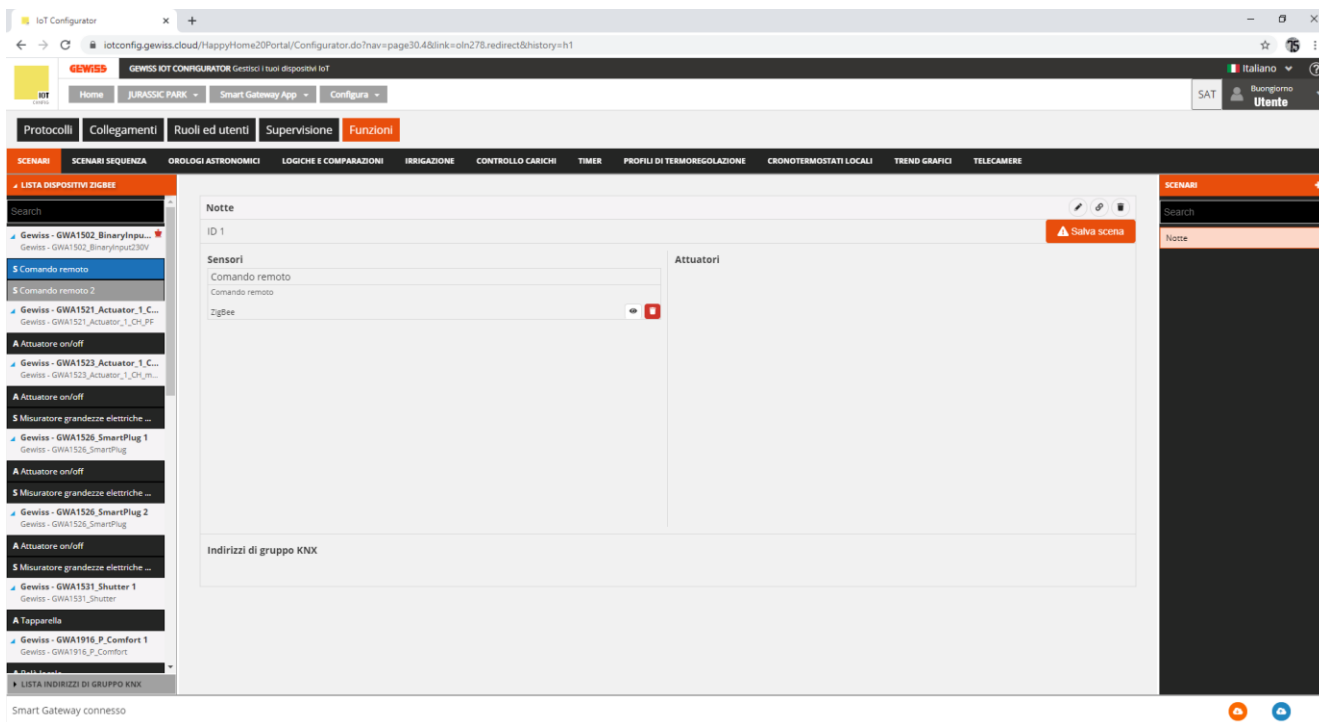 IoT Configurator
iotconfig.gewiss.cloud/HappyHome20Portal/Configurator.do?nav=page30.4&link=oln278.redirect&history=h1
GEWISS
GEWISS IOT CONFIGURATOR Gestisci i tuoi dispositivi IoT
Italiano
IOT
Home
JURASSIC PARK
Smart Gateway App
Configura
SAT
Buongiorno
Utente
Protocolli
Collegamenti
Ruoli ed utenti
Supervisione
Funzioni
SCENARI
SCENARI SEQUENZA
OROLOGI ASTRONOMICI
LOGICHE E COMPARAZIONI
IRRIGAZIONE
CONTROLLO CARICHI
TIMER
PROFILI DI TERMOREGOLAZIONE
CRONOTERMOSTATI LOCALI
TREND GRAFICI
TELECAMERE
LISTA DISPOSITIVI ZIGBEE
Search
Gewiss - GWA1502_BinaryInpu...
Gewiss - GWA1502_BinaryInput230V
S Comando remoto
S Comando remoto 2
Gewiss - GWA1521_Actuator_1_C...
Gewiss - GWA1521_Actuator_1_CH_PF
A Attuatore on/off
Gewiss - GWA1523_Actuator_1_C...
Gewiss - GWA1523_Actuator_1_CH_m...
A Attuatore on/off
S Misuratore grandezze elettriche ...
Gewiss - GWA1526_SmartPlug 1
Gewiss - GWA1526_SmartPlug
A Attuatore on/off
S Misuratore grandezze elettriche ...
Gewiss - GWA1526_SmartPlug 2
Gewiss - GWA1526_SmartPlug
A Attuatore on/off
S Misuratore grandezze elettriche ...
Gewiss - GWA1531_Shutter 1
Gewiss - GWA1531_Shutter
A Tapparella
Gewiss - GWA1916_P_Comfort 1
Gewiss - GWA1916_P_Comfort
LISTA INDIRIZZI DI GRUPPO KNX
Notte
ID 1
Salva scena
Sensori
Comando remoto
Comando remoto
ZigBee
Attuatori
Indirizzi di gruppo KNX
SCENARI
Search
Notte
Smart Gateway connesso